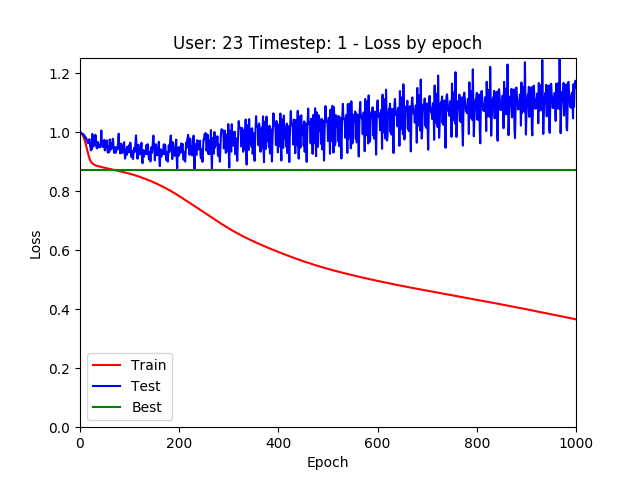 User: 23 Timestep: 1 - Loss by epoch
1.2
1.0
0.8
0.6
0.4
0.2
0.0
Loss
Train
Test
Best
0 200 400 600 800 1000
Epoch